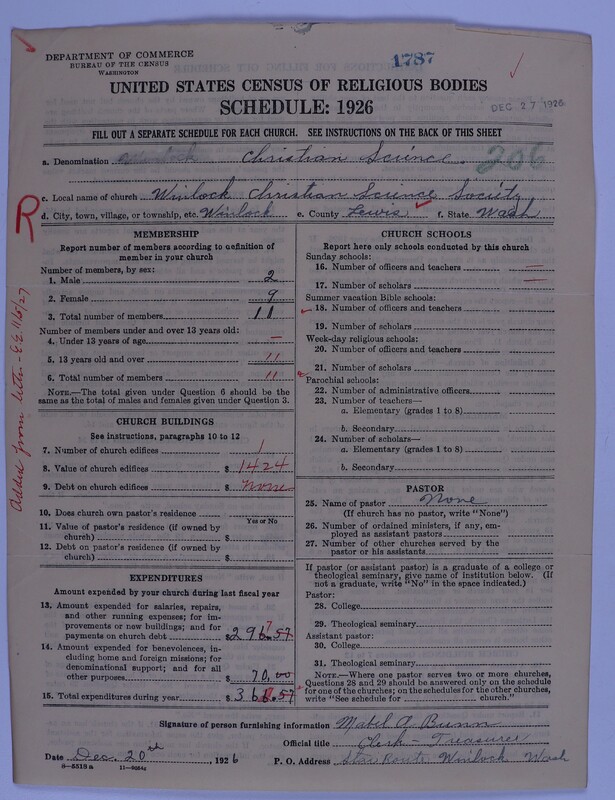 DEPARTMENT OF COMMERCE
BUREAU OF THE CENSUS
WASHINGTON
1787
UNITED STATES CENSUS OF RELIGIOUS BODIES
SCHEDULE: 1926
DEC 27 1926
FILL OUT A SEPARATE SCHEDULE FOR EACH CHURCH. SEE INSTRUCTIONS ON THE BACK OF THIS SHEET
a. Denomination Winlock Christian Science. 206
c. Local name of church Winlock Christian Science Society
d. City, town, village, or township, etc. Winlock e. County Lewis f. State Wash
R
Added from letter - 11/15/27
MEMBERSHIP
Report number of members according to definition of
member in your church
Number of members, by sex:
1. Male 2
2. Female 9
3. Total number of members 11
Number of members under and over 13 years old:
4. Under 13 years of age —
5. 13 years old and over 11
6. Total number of members 11
NOTE.—The total given under Question 6 should be
same as the total of males and females given under Question 3.
CHURCH BUILDINGS
See instructions, paragraphs 10 to 12
7. Number of church edifices 1
8. Value of church edifices $ 1424
9. Debt on church edifices $ None
10. Does church own pastor's residence
Yes or No
11. Value of pastor's residence (if owned by
church) $
12. Debt on pastor's residence (if owned by
church) $
EXPENDITURES
Amount expended by your church during last fiscal year
13. Amount expended for salaries, repairs,
and other running expenses; for im-
provements or new buildings; and for
payments on church debt $ 296.57
7
14. Amount expended for benevolences, in-
cluding home and foreign missions; for
denominational support; and for all
other purposes $ 70.00
15. Total expenditures during year $ 366.57
CHURCH SCHOOLS
Report here only schools conducted by this church
Sunday schools:
16. Number of officers and teachers —
17. Number of scholars —
Summer vacation Bible schools:
18. Number of officers and teachers
19. Number of scholars
Week-day religious schools:
20. Number of officers and teachers
21. Number of scholars
Parochial schools:
22. Number of administrative officers
23. Number of teachers—
a. Elementary (grades 1 to 8)
b. Secondary
24. Number of scholars—
a. Elementary (grades 1 to 8)
b. Secondary
PASTOR
25. Name of pastor None
(If church has no pastor, write "None")
26. Number of ordained ministers, if any, em-
ployed as assistant pastors
27. Number of other churches served by the
pastor or his assistants
If pastor (or assistant pastor) is a graduate of a college or
theological seminary, give name of institution below. (If
not a graduate, write "No" in the space indicated.)
Pastor:
28. College
29. Theological seminary
Assistant pastor:
30. College
31. Theological seminary
NOTE.—Where one pastor serves two or more churches,
Questions 28 and 29 should be answered only on the schedule
for one of the churches; on the schedules for the other churches,
write "See schedule for church."
Signature of person furnishing information Mabel A. Bunn
Official title Clerk - Treasurer
Date Dec. 20th, 1926 P. O. Address Star Route Winlock Wash
8—5518 a